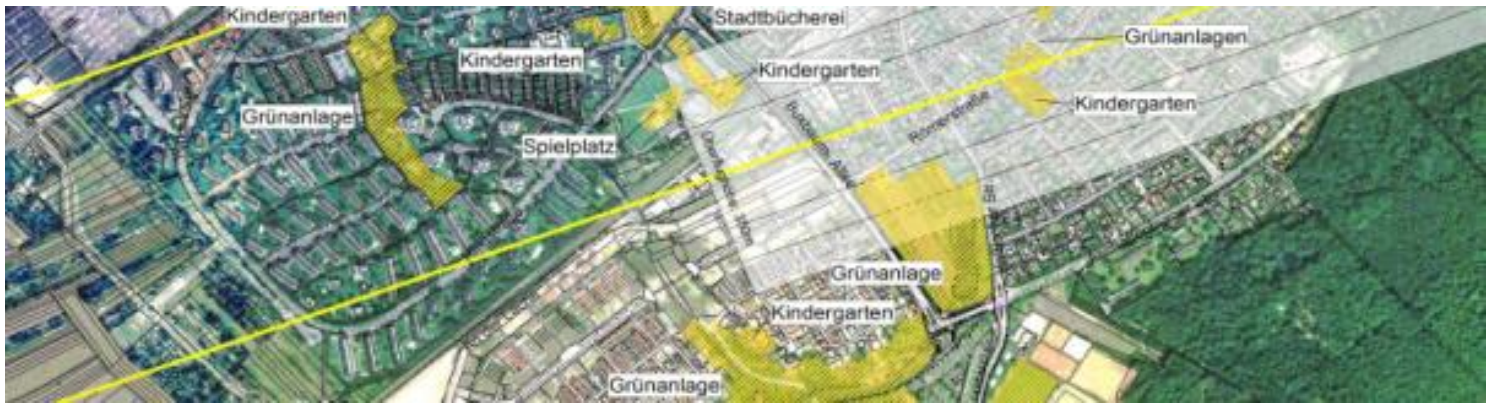 Kindergarten
Stadtbücherei
Grünanlagen
Kindergarten
Kindergarten
Kindergarten
Römerstraße
Grünanlage
Spielplatz
Grünanlage
Kindergarten
Grünanlage